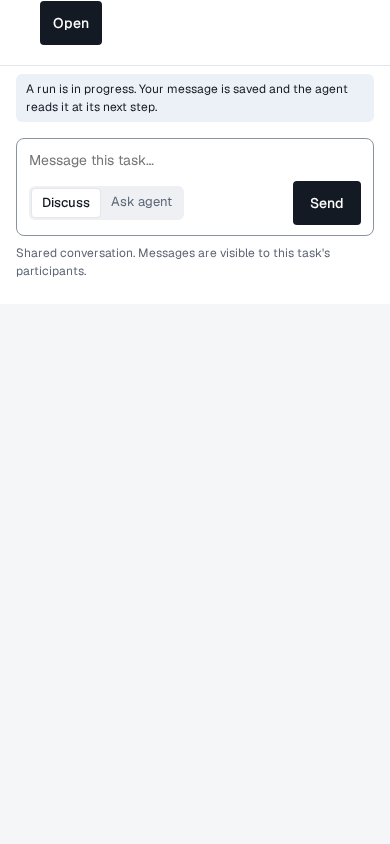 Open
A run is in progress. Your message is saved and the agent
reads it at its next step.
Message this task...
Discuss
Ask agent
Send
Shared conversation. Messages are visible to this task's
participants.